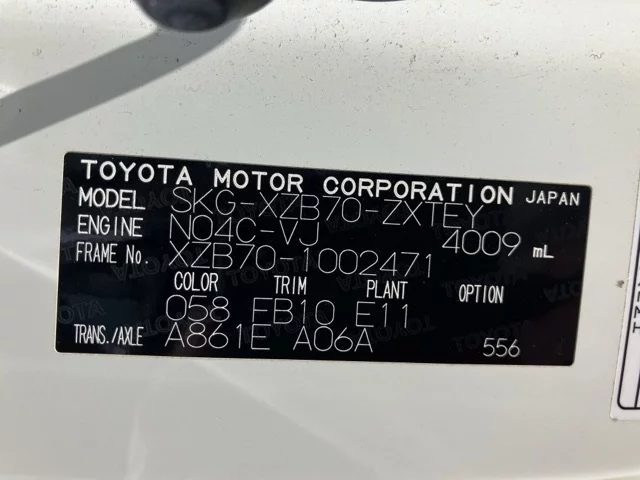 TOYOTA MOTOR CORPORATION JAPAN
MODEL SKG-XZB70-ZXTEY
ENGINE N04C-VJ 4009 mL
FRAME No. XZB70-1002471
COLOR TRIM PLANT OPTION
058 EB10 E11
TRANS./AXLE A861E A06A 556